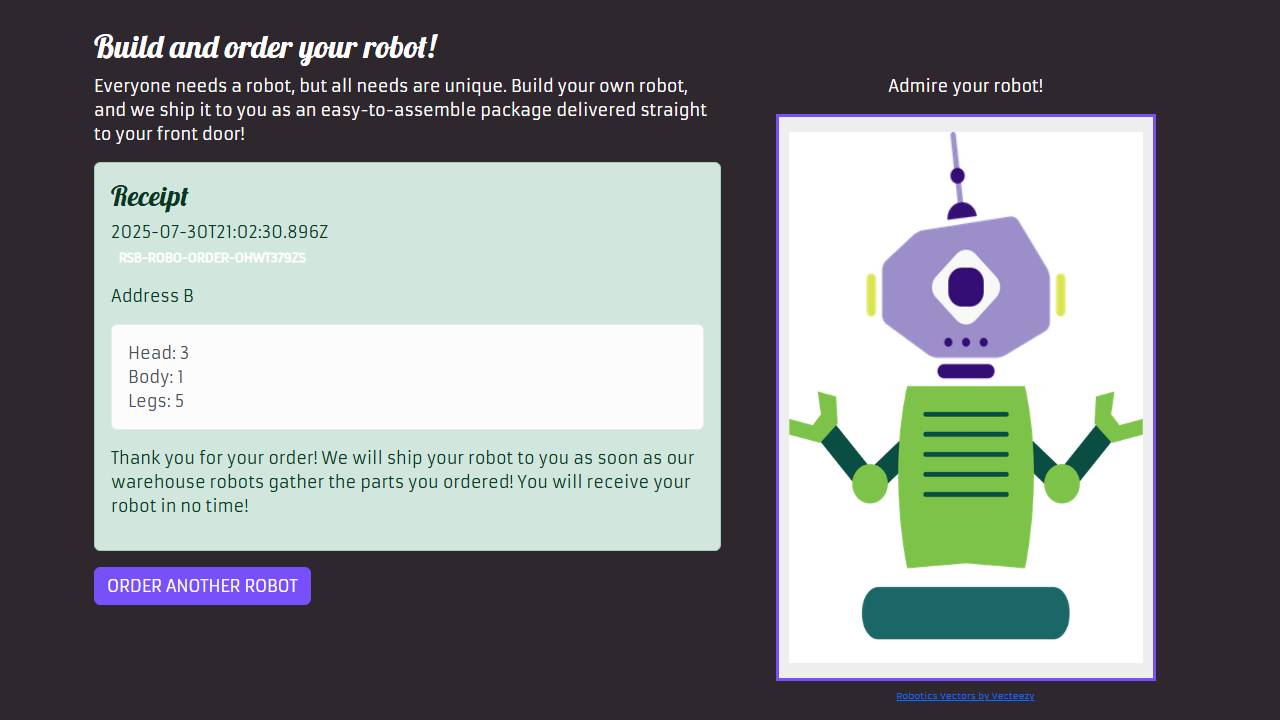 Build and order your robot!
Everyone needs a robot, but all needs are unique. Build your own robot,
and we ship it to you as an easy-to-assemble package delivered straight
to your front door!
Receipt
2025-07-30T21:02:30.896Z
RSB-ROBO-ORDER-OHWT379ZS
Address B
Head: 3
Body: 1
Legs: 5
Thank you for your order! We will ship your robot to you as soon as our
warehouse robots gather the parts you ordered! You will receive your
robot in no time!
ORDER ANOTHER ROBOT
Admire your robot!
Robotics Vectors by Vecteezy